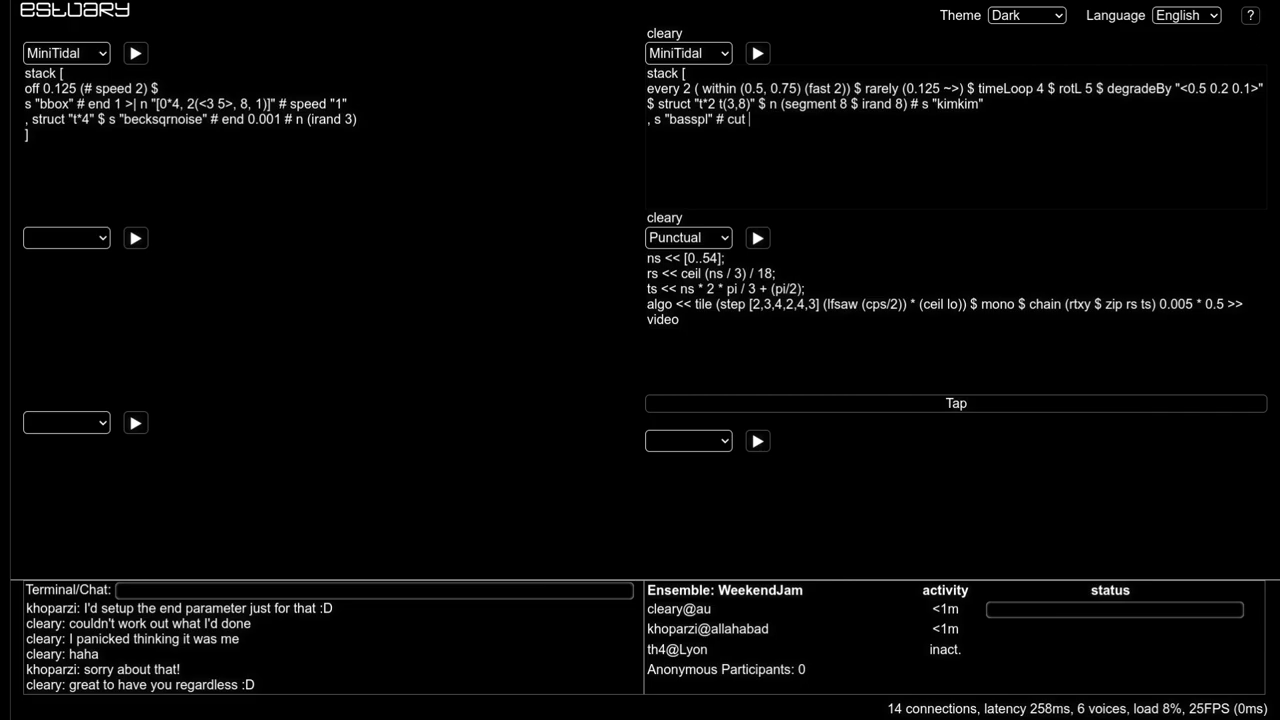 estuary
Theme Dark Language English ?
MiniTidal
stack [
off 0.125 (# speed 2) $
s "bbox" # end 1 >| n "[0*4, 2(<3 5>, 8, 1)]" # speed "1"
, struct "t*4" $ s "becksqrnoise" # end 0.001 # n (irand 3)
]
cleary
MiniTidal
stack [
every 2 ( within (0.5, 0.75) (fast 2)) $ rarely (0.125 ~>) $ timeLoop 4 $ rotL 5 $ degradeBy "<0.5 0.2 0.1>"
$ struct "t*2 t(3,8)" $ n (segment 8 $ irand 8) # s "kimkim"
, s "basspl" # cut
cleary
Punctual
ns << [0..54];
rs << ceil (ns / 3) / 18;
ts << ns * 2 * pi / 3 + (pi/2);
algo << tile (step [2,3,4,2,4,3] (lfsaw (cps/2)) * (ceil lo)) $ mono $ chain (rtxy $ zip rs ts) 0.005 * 0.5 >>
video
Tap
Terminal/Chat:
khoparzi: I'd setup the end parameter just for that :D
cleary: couldn't work out what I'd done
cleary: I panicked thinking it was me
cleary: haha
khoparzi: sorry about that!
cleary: great to have you regardless :D
Ensemble: WeekendJam activity status
cleary@au <1m
khoparzi@allahabad <1m
th4@Lyon inact.
Anonymous Participants: 0
14 connections, latency 258ms, 6 voices, load 8%, 25FPS (0ms)